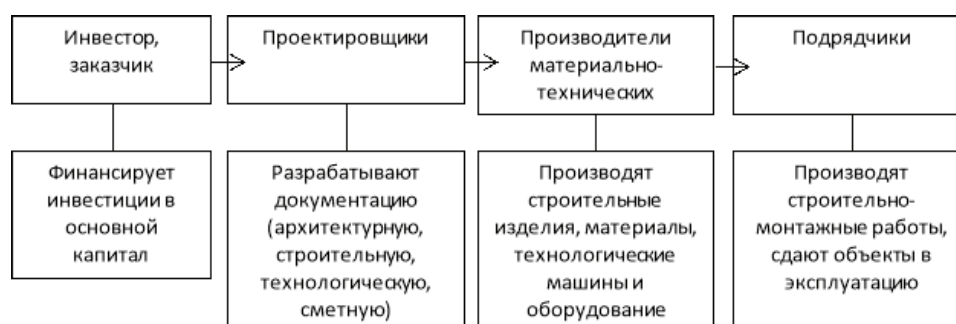 Инвестор,
заказчик
Проектировщики
Производители
материально-
технических
Подрядчики
Финансирует
инвестиции в
основной
капитал
Разрабатывают
документацию
(архитектурную,
строительную,
технологическую,
сметную)
Производят
строительные
изделия, материалы,
технологические
машины и
оборудование
Производят
строительно-
монтажные работы,
сдают объекты в
эксплуатацию